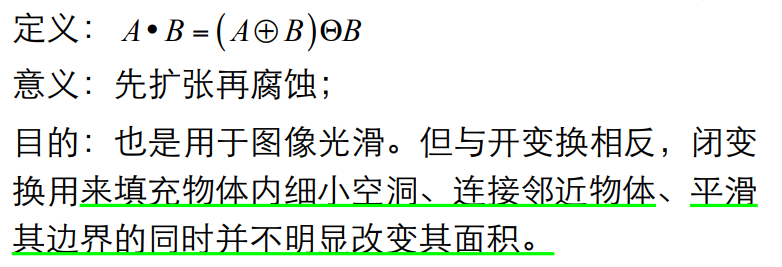 定义：A • B = (A ⊕ B)ΘB
意义：先扩张再腐蚀；
目的：也是用于图像光滑。但与开变换相反，闭变
换用来填充物体内细小空洞、连接邻近物体、平滑
其边界的同时并不明显改变其面积。